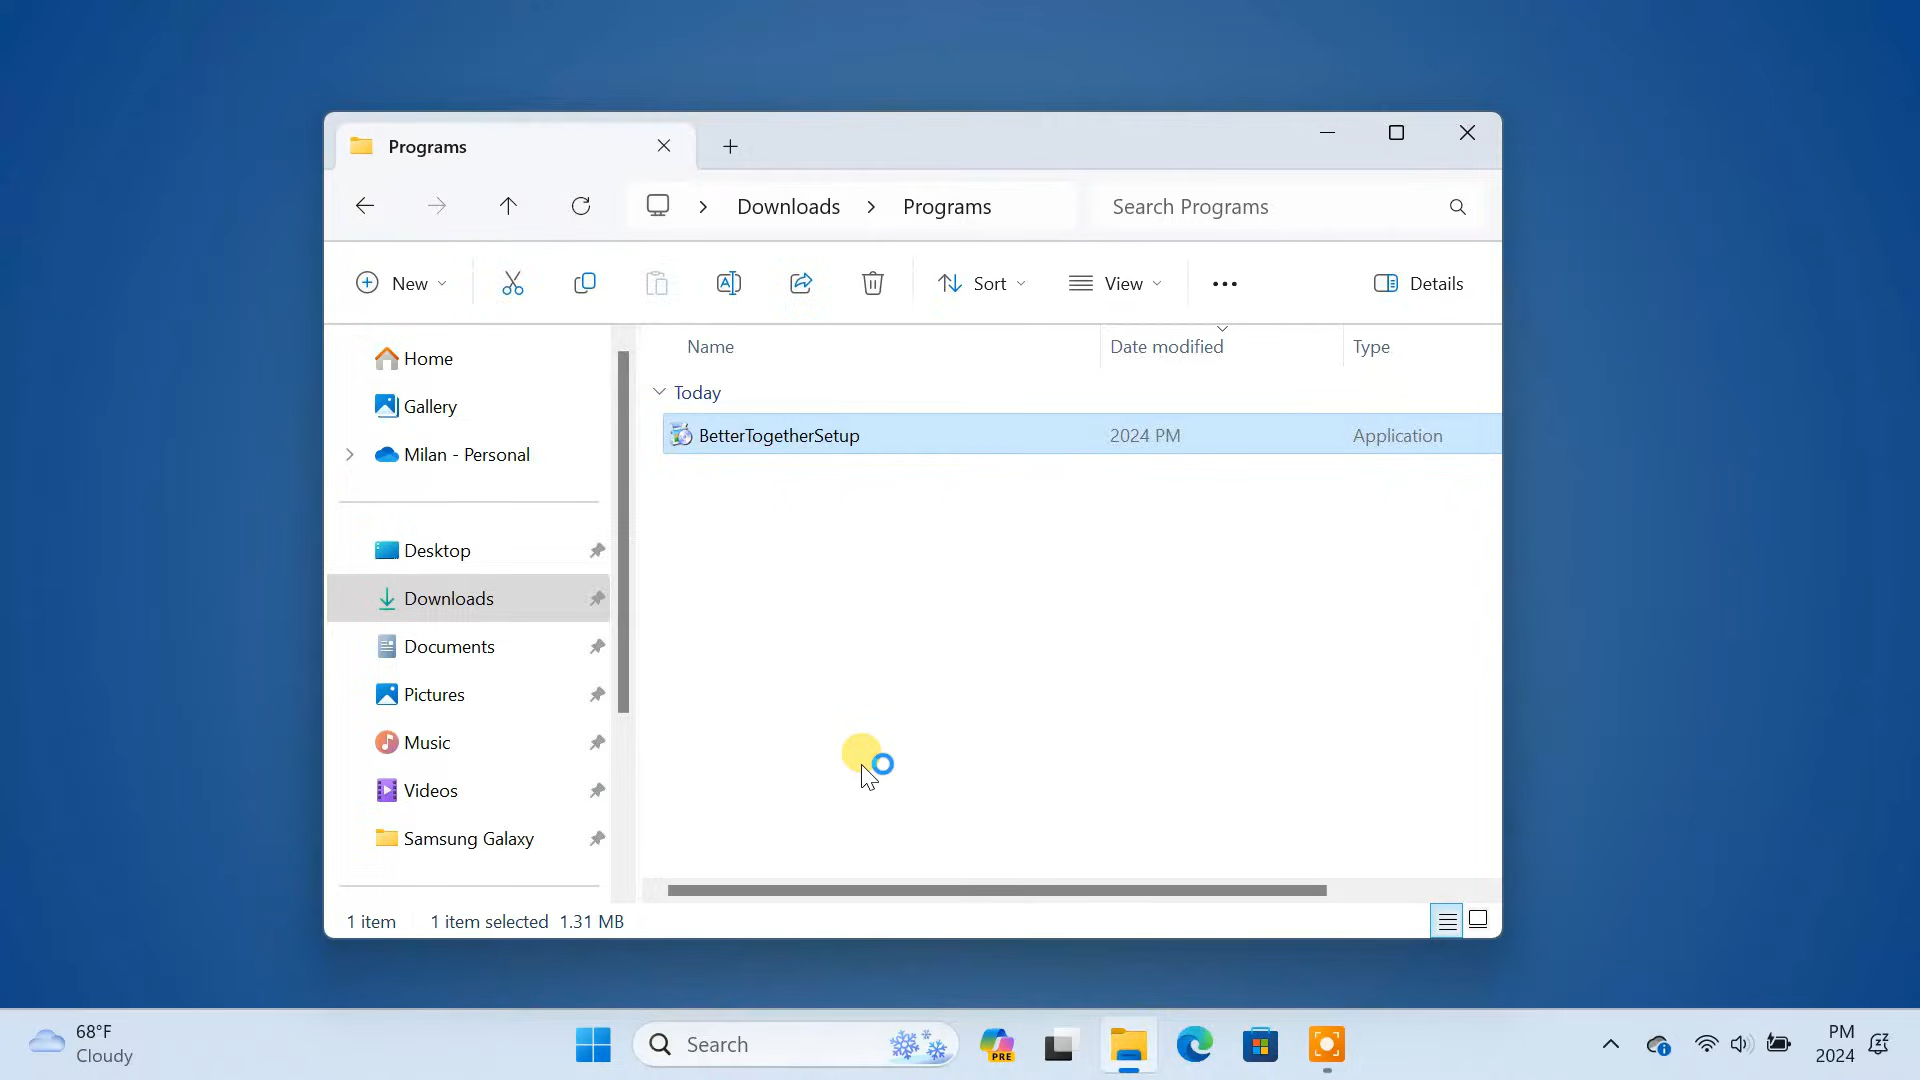 Programs
Downloads
Programs
Search Programs
New
Sort
View
Details
Home
Gallery
Milan - Personal
Desktop
Downloads
Documents
Pictures
Music
Videos
Samsung Galaxy
Name
Date modified
Type
Today
BetterTogetherSetup
2024 PM
Application
1 item
1 item selected 1.31 MB
68°F
Cloudy
Search
PRE
PM
2024